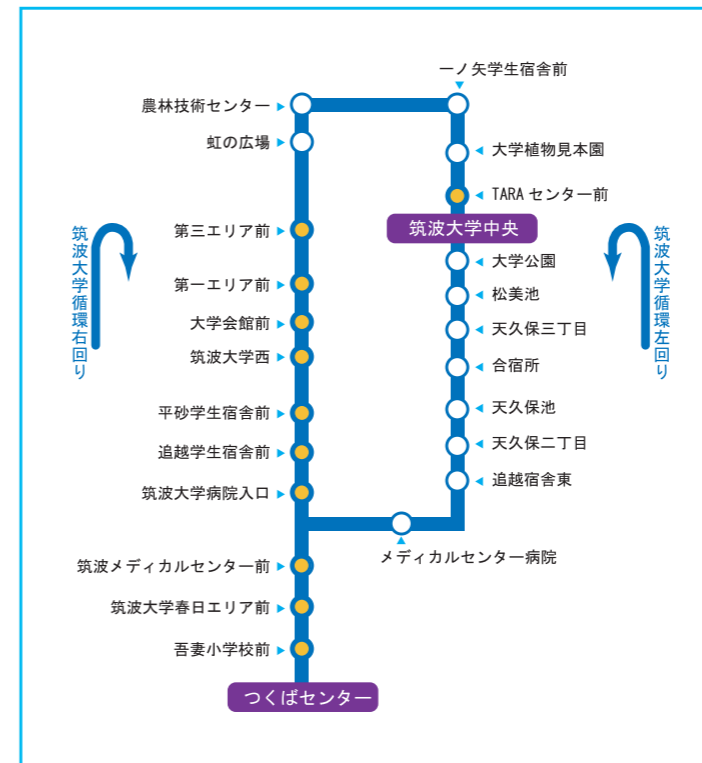 一ノ矢学生宿舎前
農林技術センター
虹の広場
大学植物見本園
TARA センター前
筑波大学中央
第三エリア前
筑波大学循環右回り
筑波大学循環左回り
大学公園
第一エリア前
松美池
大学会館前
天久保三丁目
筑波大学西
合宿所
平砂学生宿舎前
天久保池
追越学生宿舎前
天久保二丁目
筑波大学病院入口
追越宿舎東
メディカルセンター病院
筑波メディカルセンター前
筑波大学春日エリア前
吾妻小学校前
つくばセンター